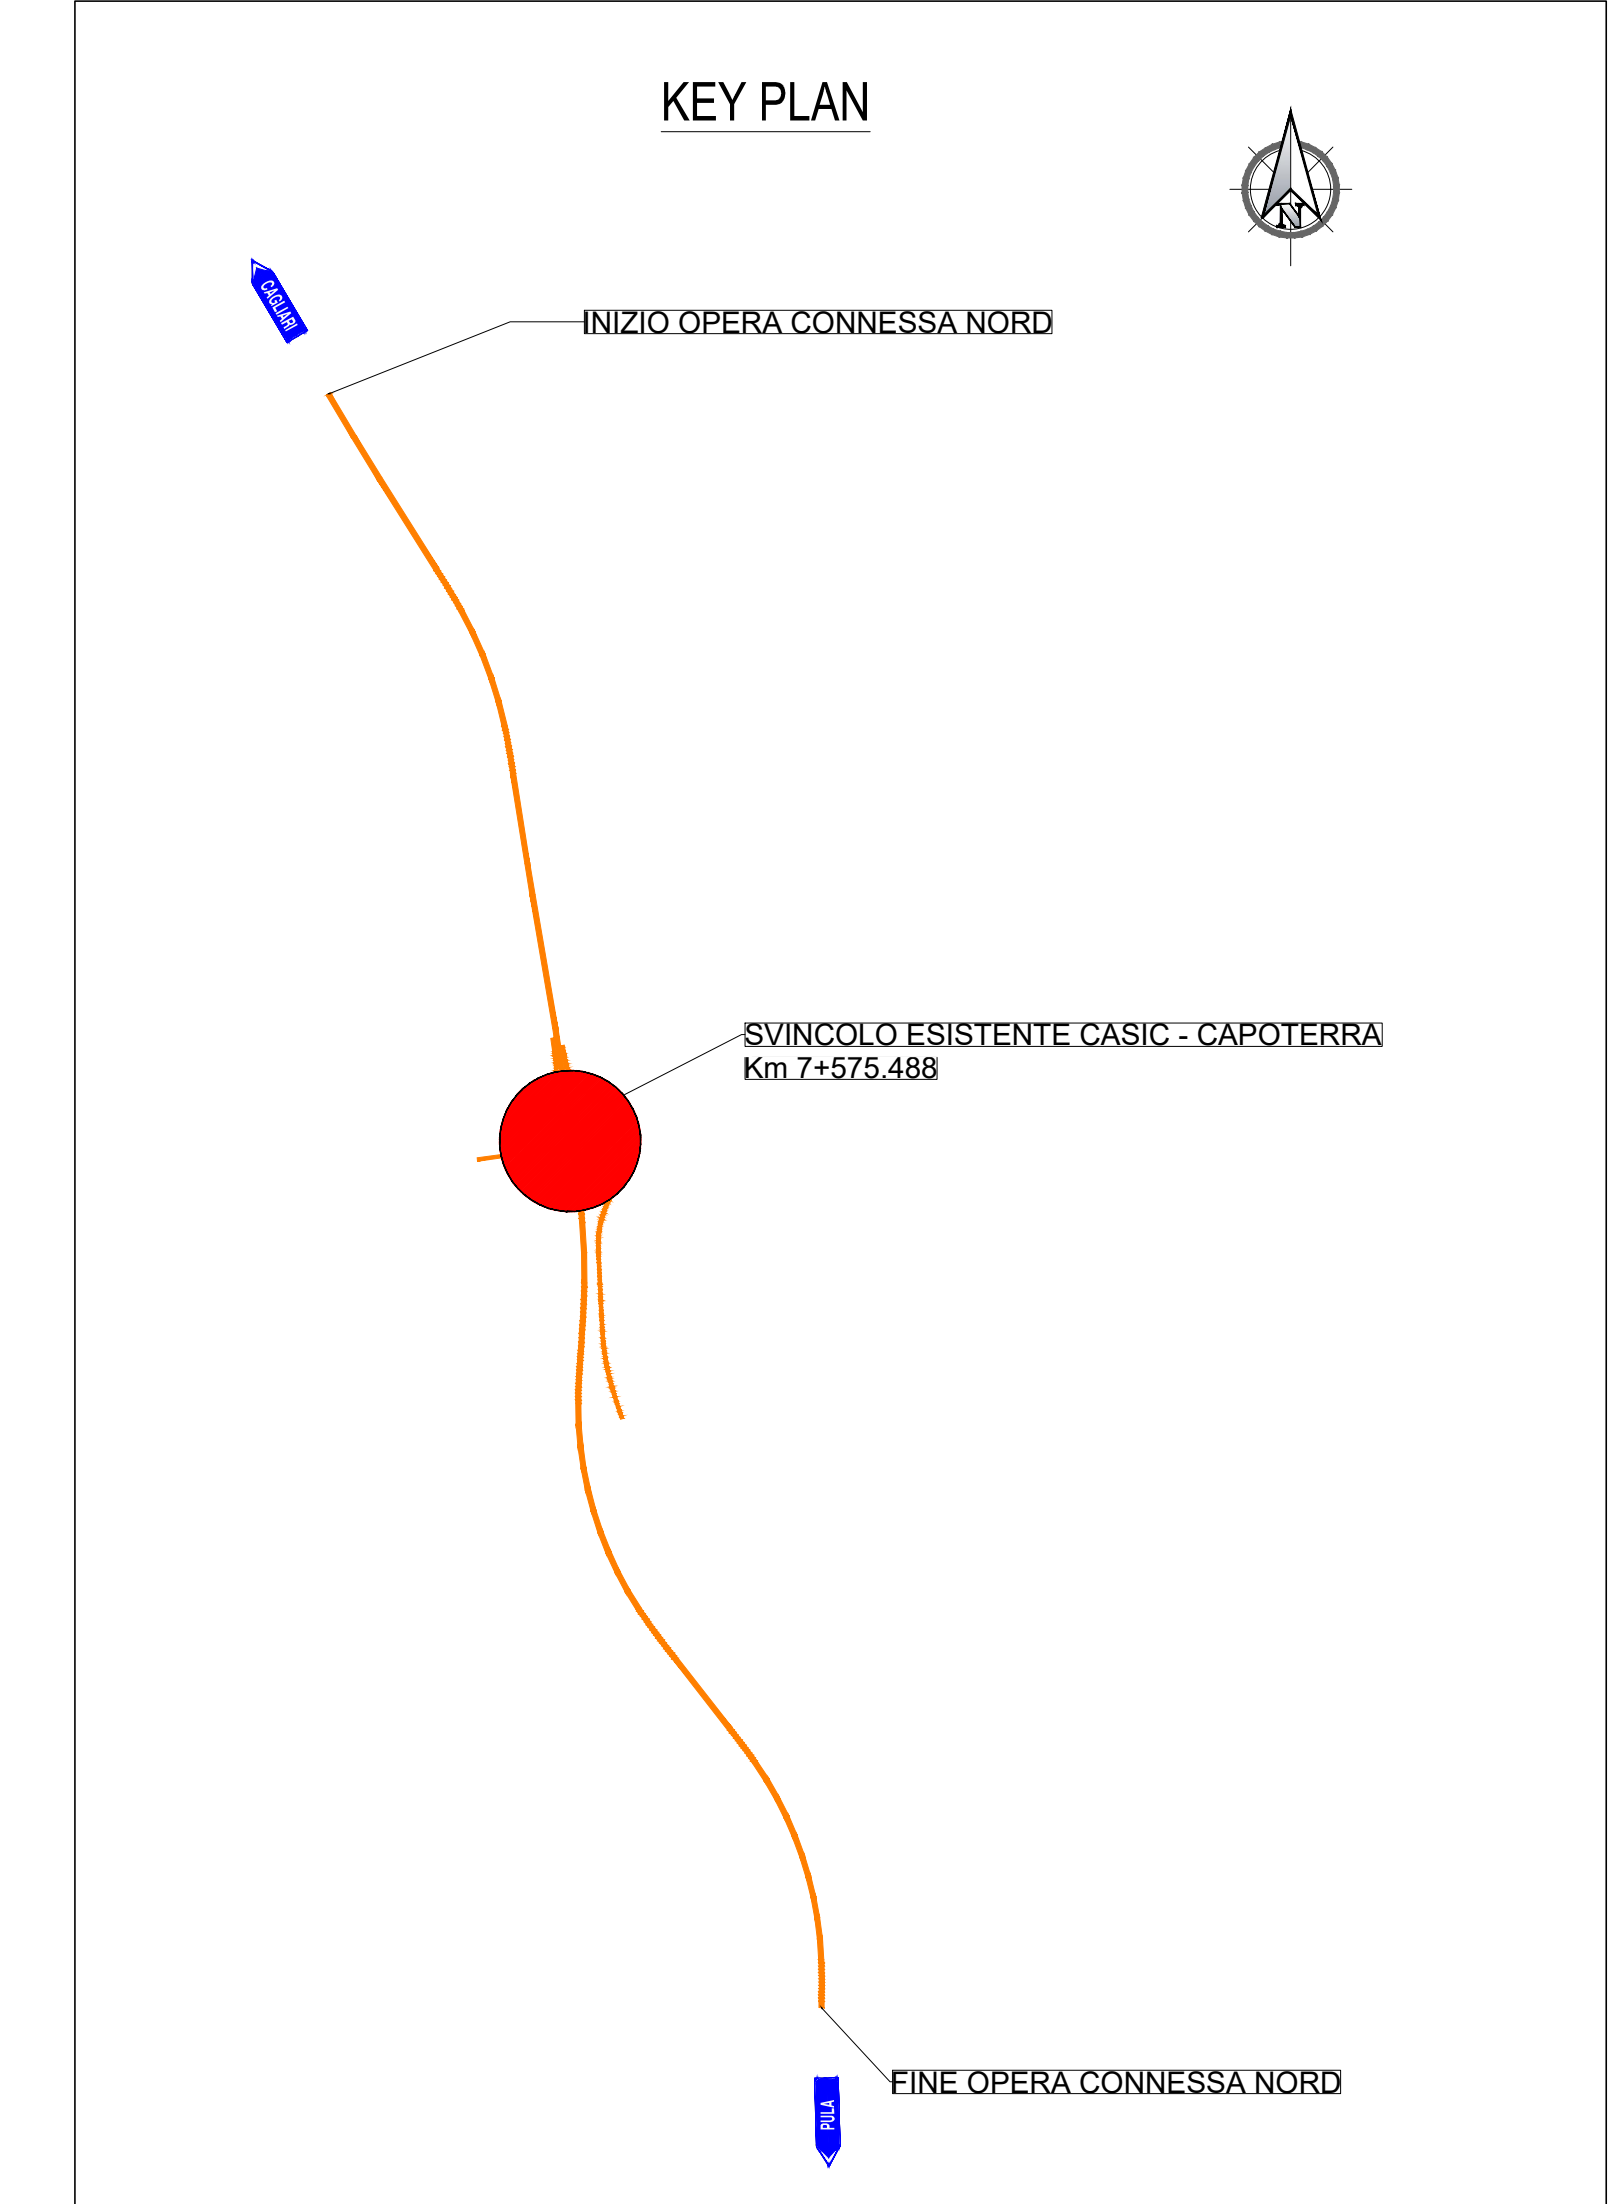 KEY PLAN
N
CAGLIARI
INIZIO OPERA CONNESSA NORD
SVINCOLO ESISTENTE CASIC - CAPOTERRA
Km 7+575.488
FINE OPERA CONNESSA NORD
PULA